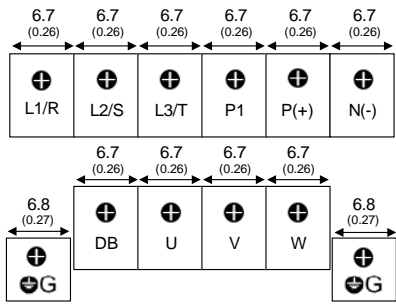 6.7 6.7 6.7 6.7 6.7 6.7
(0.26) (0.26) (0.26) (0.26) (0.26) (0.26)
L1/R L2/S L3/T P1 P(+) N(-)
6.7 6.7 6.7 6.7
(0.26) (0.26) (0.26) (0.26)
6.8 6.8
(0.27) (0.27)
DB U V W
G G